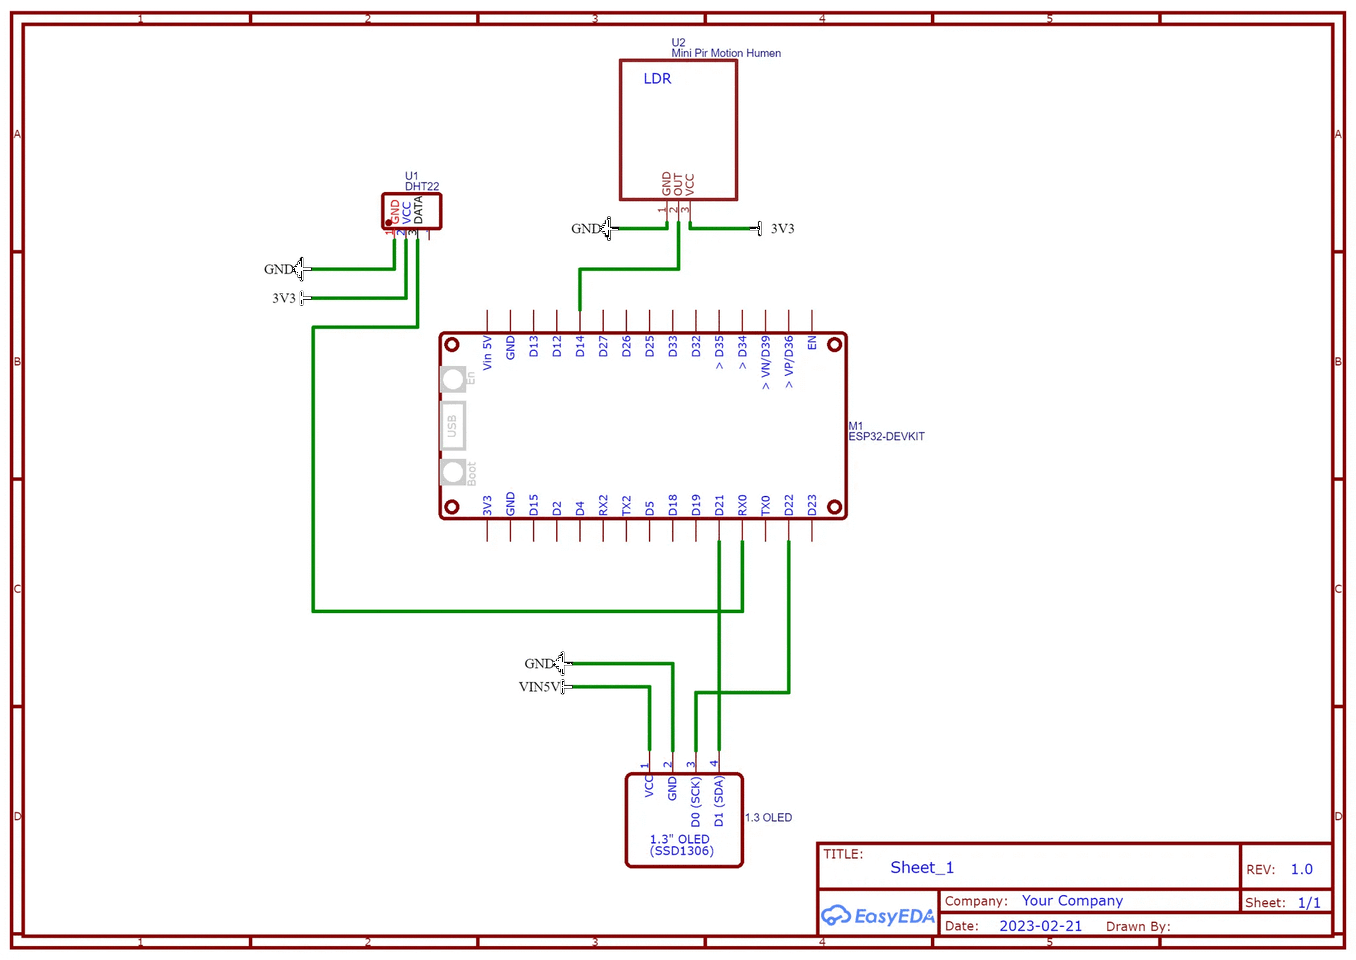 1 2 3 4 5
A A
B B
C C
D D
1 2 3 4 5
U2
Mini Pir Motion Humen
LDR
GND
OUT
VCC
1
2
3
GND
3V3
U1
DHT22
GND
VCC
DATA
1
2
3
GND
3V3
Vin 5V
GND
D13
D12
D14
D27
D26
D25
D33
D32
> D35
> D34
> VN/D39
> VP/D36
EN
En
USB
Boot
M1
ESP32-DEVKIT
3V3
GND
D15
D2
D4
RX2
TX2
D5
D18
D19
D21
RX0
TX0
D22
D23
GND
VIN5V
1
2
3
4
VCC
GND
D0 (SCK)
D1 (SDA)
1.3" OLED
(SSD1306)
1.3 OLED
TITLE:
Sheet_1
REV: 1.0
EasyEDA
Company: Your Company
Sheet: 1/1
Date: 2023-02-21 Drawn By: